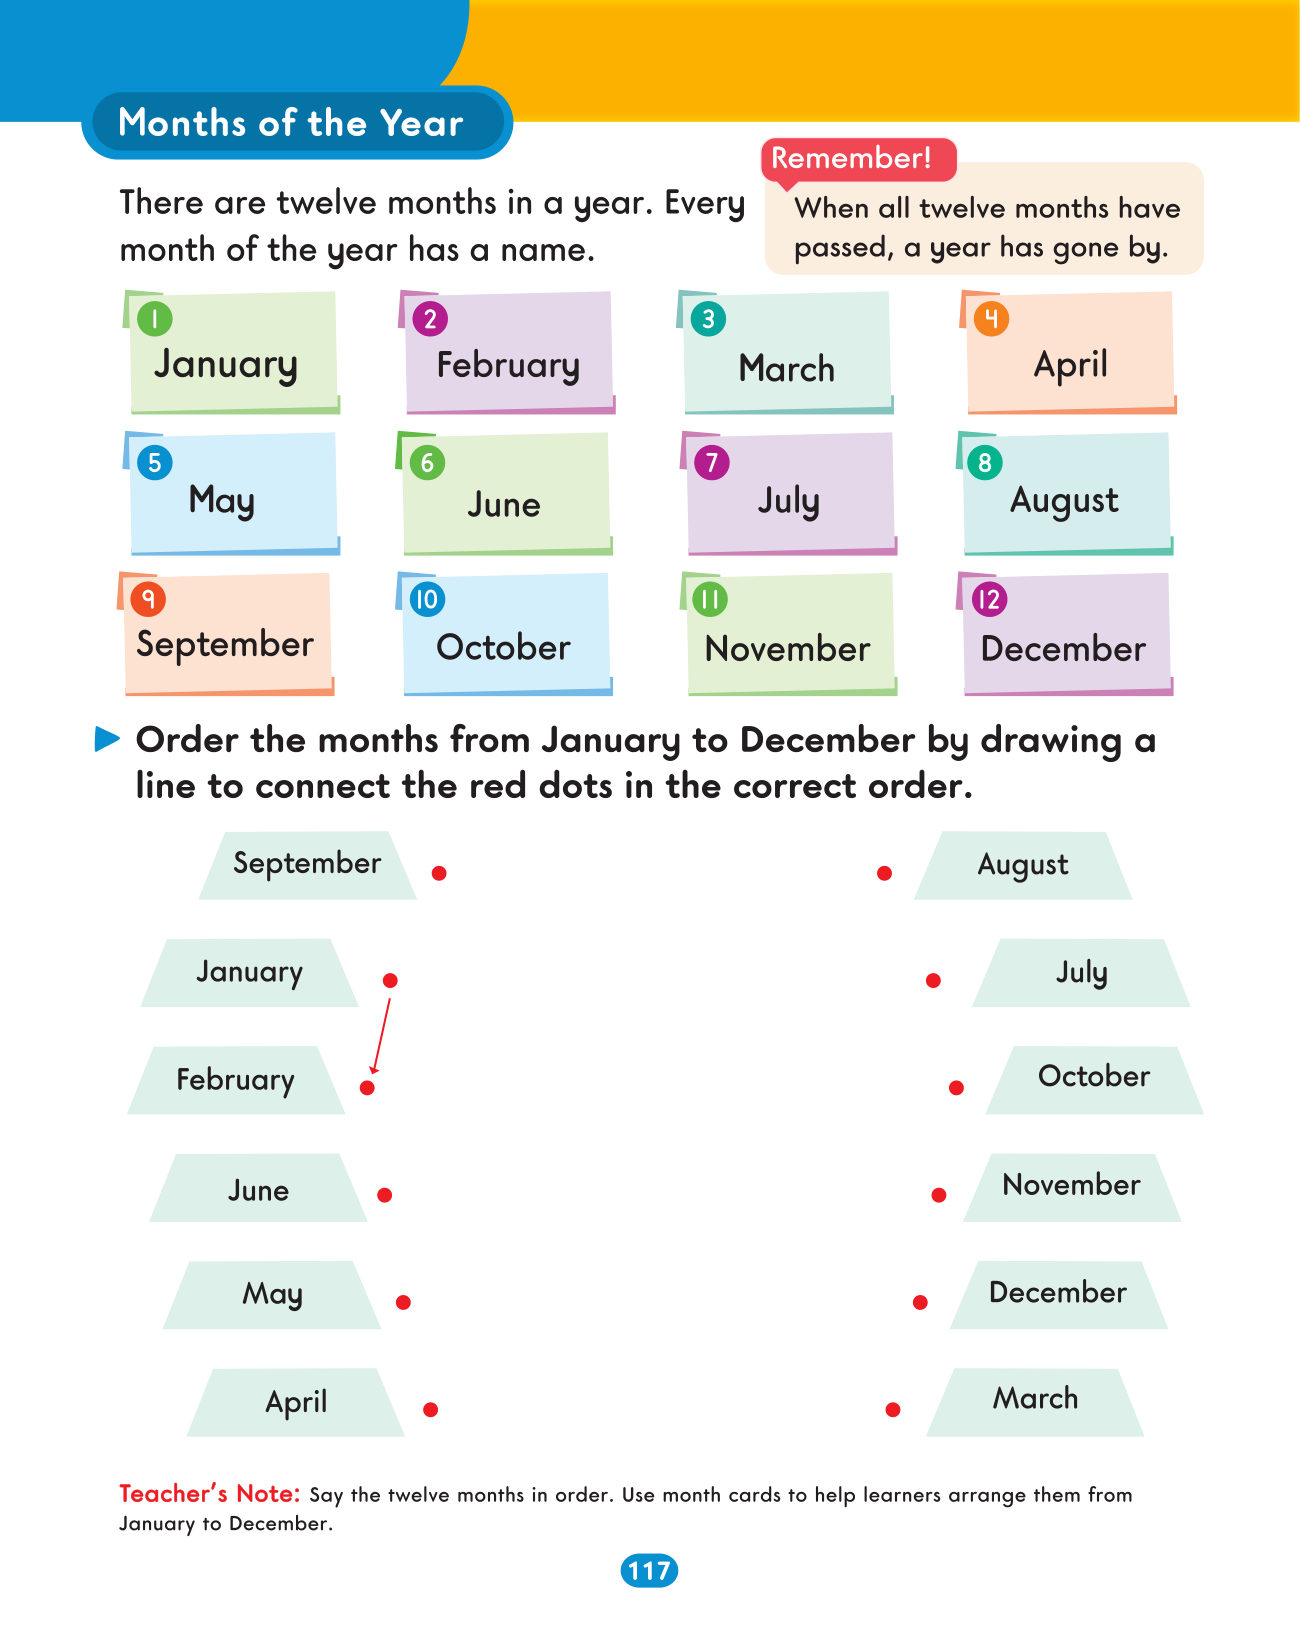 Months of the Year
There are twelve months in a year. Every
month of the year has a name.
Remember!
When all twelve months have
passed, a year has gone by.
1
January
2
February
3
March
4
April
5
May
6
June
7
July
8
August
9
September
10
October
11
November
12
December
Order the months from January to December by drawing a
line to connect the red dots in the correct order.
September
August
January
July
February
October
June
November
May
December
April
March
Teacher's Note: Say the twelve months in order. Use month cards to help learners arrange them from
January to December.
117